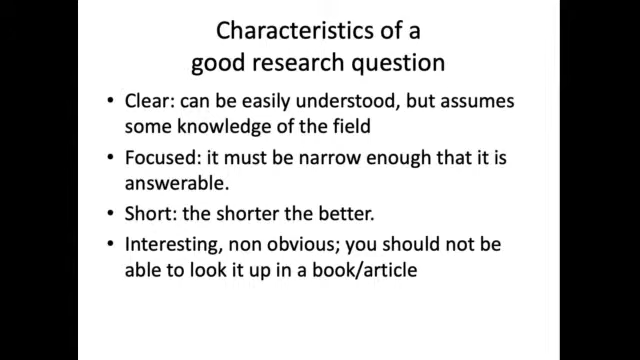 Characteristics of a
good research question
• Clear: can be easily understood, but assumes
some knowledge of the field
• Focused: it must be narrow enough that it is
answerable.
• Short: the shorter the better.
• Interesting, non obvious; you should not be
able to look it up in a book/article